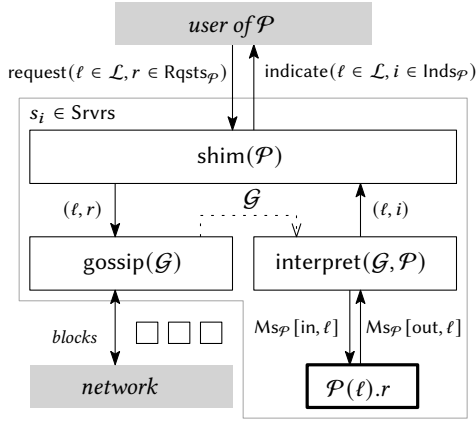 user of 𝒫
request(ℓ ∈ ℒ, r ∈ Rqsts𝒫)
indicate(ℓ ∈ ℒ, i ∈ Inds𝒫)
sᵢ ∈ Srvrs
shim(𝒫)
(ℓ, r)
𝒢
(ℓ, i)
gossip(𝒢)
interpret(𝒢, 𝒫)
blocks
Ms𝒫[in, ℓ]
Ms𝒫[out, ℓ]
network
𝒫(ℓ).r